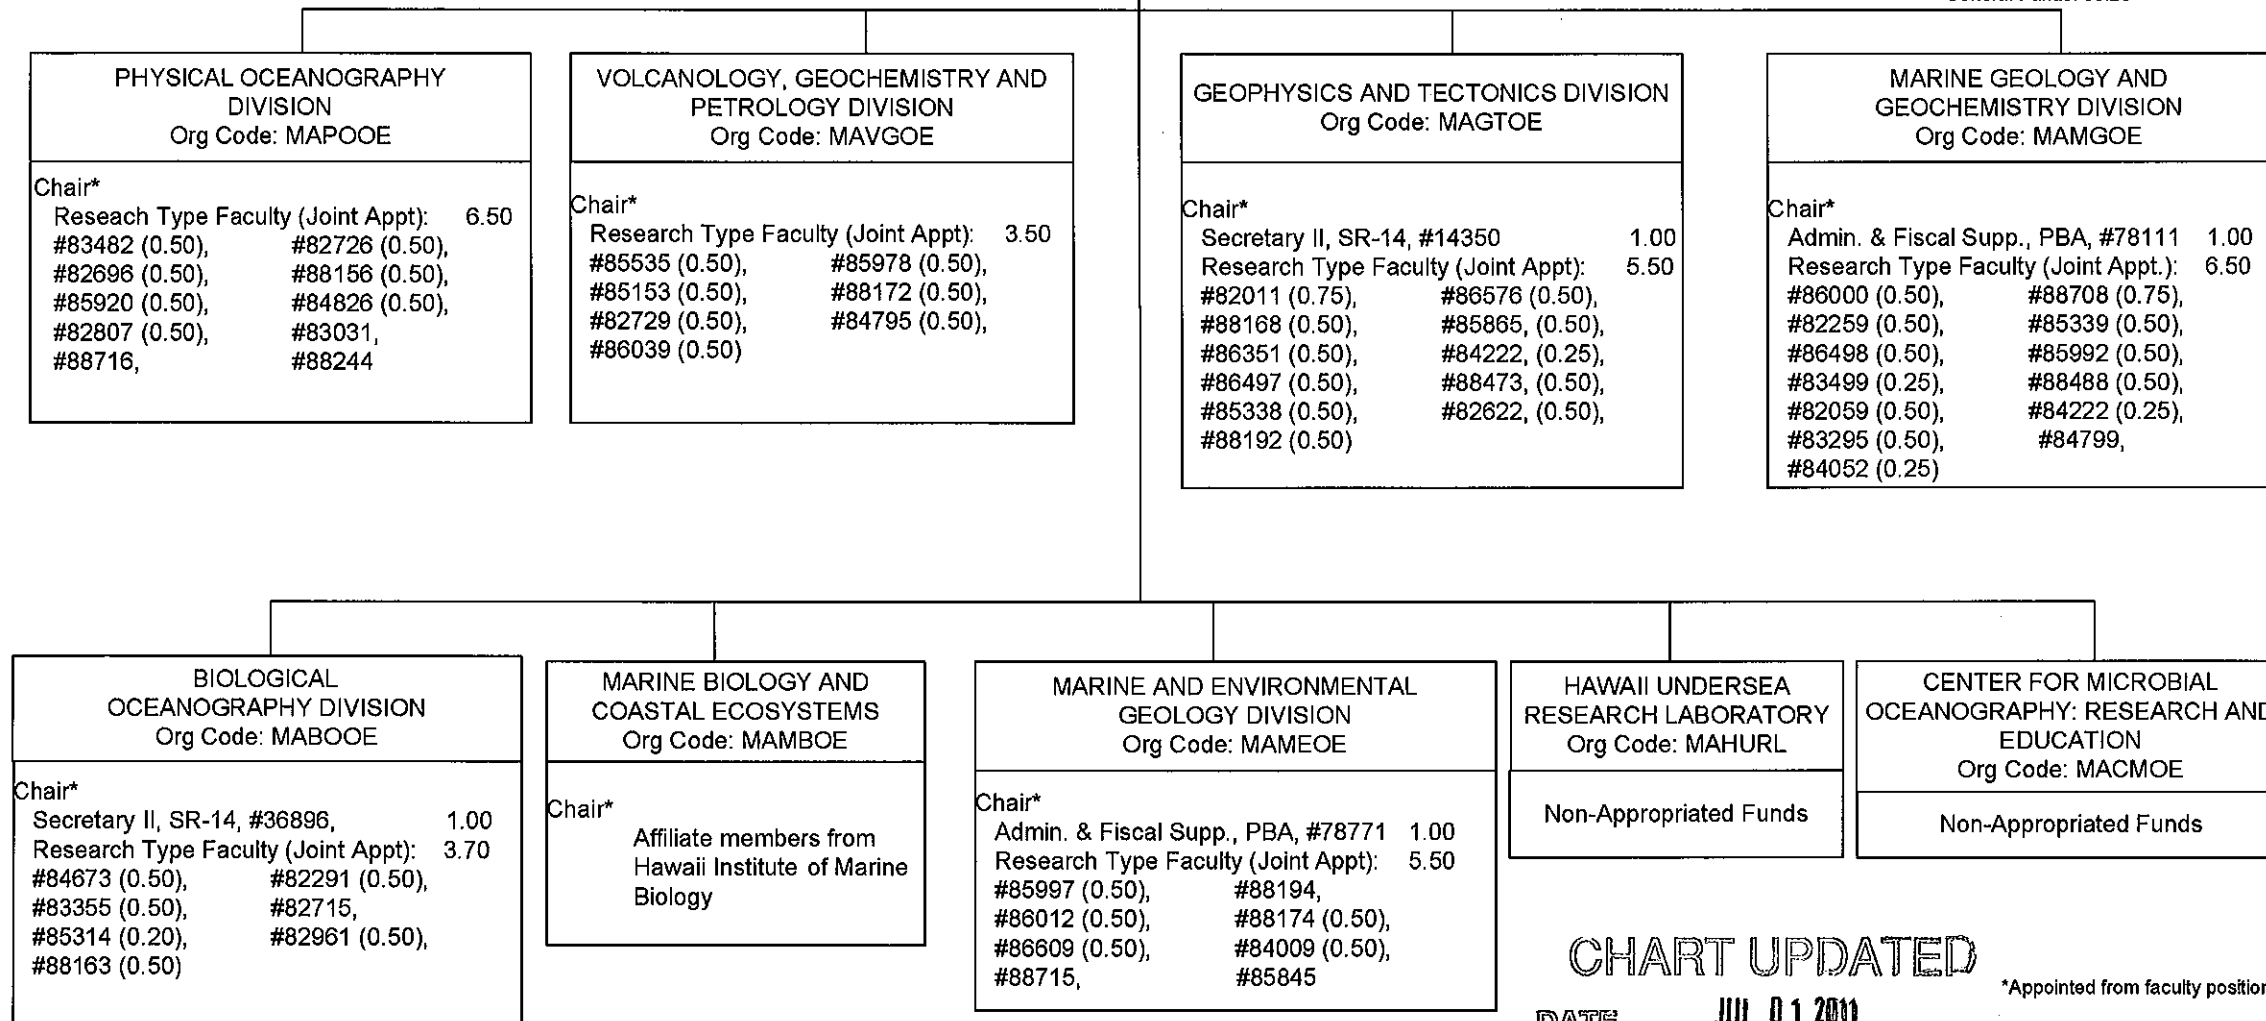 PHYSICAL OCEANOGRAPHY
DIVISION
Org Code: MAPOOE
Chair*
Reseach Type Faculty (Joint Appt): 6.50
#83482 (0.50), #82726 (0.50),
#82696 (0.50), #88156 (0.50),
#85920 (0.50), #84826 (0.50),
#82807 (0.50), #83031,
#88716, #88244
VOLCANOLOGY, GEOCHEMISTRY AND
PETROLOGY DIVISION
Org Code: MAVGOE
Chair*
Research Type Faculty (Joint Appt): 3.50
#85535 (0.50), #85978 (0.50),
#85153 (0.50), #88172 (0.50),
#82729 (0.50), #84795 (0.50),
#86039 (0.50)
GEOPHYSICS AND TECTONICS DIVISION
Org Code: MAGTOE
Chair*
Secretary II, SR-14, #14350 1.00
Research Type Faculty (Joint Appt): 5.50
#82011 (0.75), #86576 (0.50),
#88168 (0.50), #85865, (0.50),
#86351 (0.50), #84222, (0.25),
#86497 (0.50), #88473, (0.50),
#85338 (0.50), #82622, (0.50),
#88192 (0.50)
MARINE GEOLOGY AND
GEOCHEMISTRY DIVISION
Org Code: MAMGOE
Chair*
Admin. & Fiscal Supp., PBA, #78111 1.00
Research Type Faculty (Joint Appt.): 6.50
#86000 (0.50), #88708 (0.75),
#82259 (0.50), #85339 (0.50),
#86498 (0.50), #85992 (0.50),
#83499 (0.25), #88488 (0.50),
#82059 (0.50), #84222 (0.25),
#83295 (0.50), #84799,
#84052 (0.25)
BIOLOGICAL
OCEANOGRAPHY DIVISION
Org Code: MABOOE
Chair*
Secretary II, SR-14, #36896, 1.00
Research Type Faculty (Joint Appt): 3.70
#84673 (0.50), #82291 (0.50),
#83355 (0.50), #82715,
#85314 (0.20), #82961 (0.50),
#88163 (0.50)
MARINE BIOLOGY AND
COASTAL ECOSYSTEMS
Org Code: MAMBOE
Chair*
Affiliate members from
Hawaii Institute of Marine
Biology
MARINE AND ENVIRONMENTAL
GEOLOGY DIVISION
Org Code: MAMEOE
Chair*
Admin. & Fiscal Supp., PBA, #78771 1.00
Research Type Faculty (Joint Appt): 5.50
#85997 (0.50), #88194,
#86012 (0.50), #88174 (0.50),
#86609 (0.50), #84009 (0.50),
#88715, #85845
HAWAII UNDERSEA
RESEARCH LABORATORY
Org Code: MAHURL
Non-Appropriated Funds
CENTER FOR MICROBIAL
OCEANOGRAPHY: RESEARCH AND
EDUCATION
Org Code: MACMOE
Non-Appropriated Funds
CHART UPDATED
*Appointed from faculty position
DATE JUL 01 2011